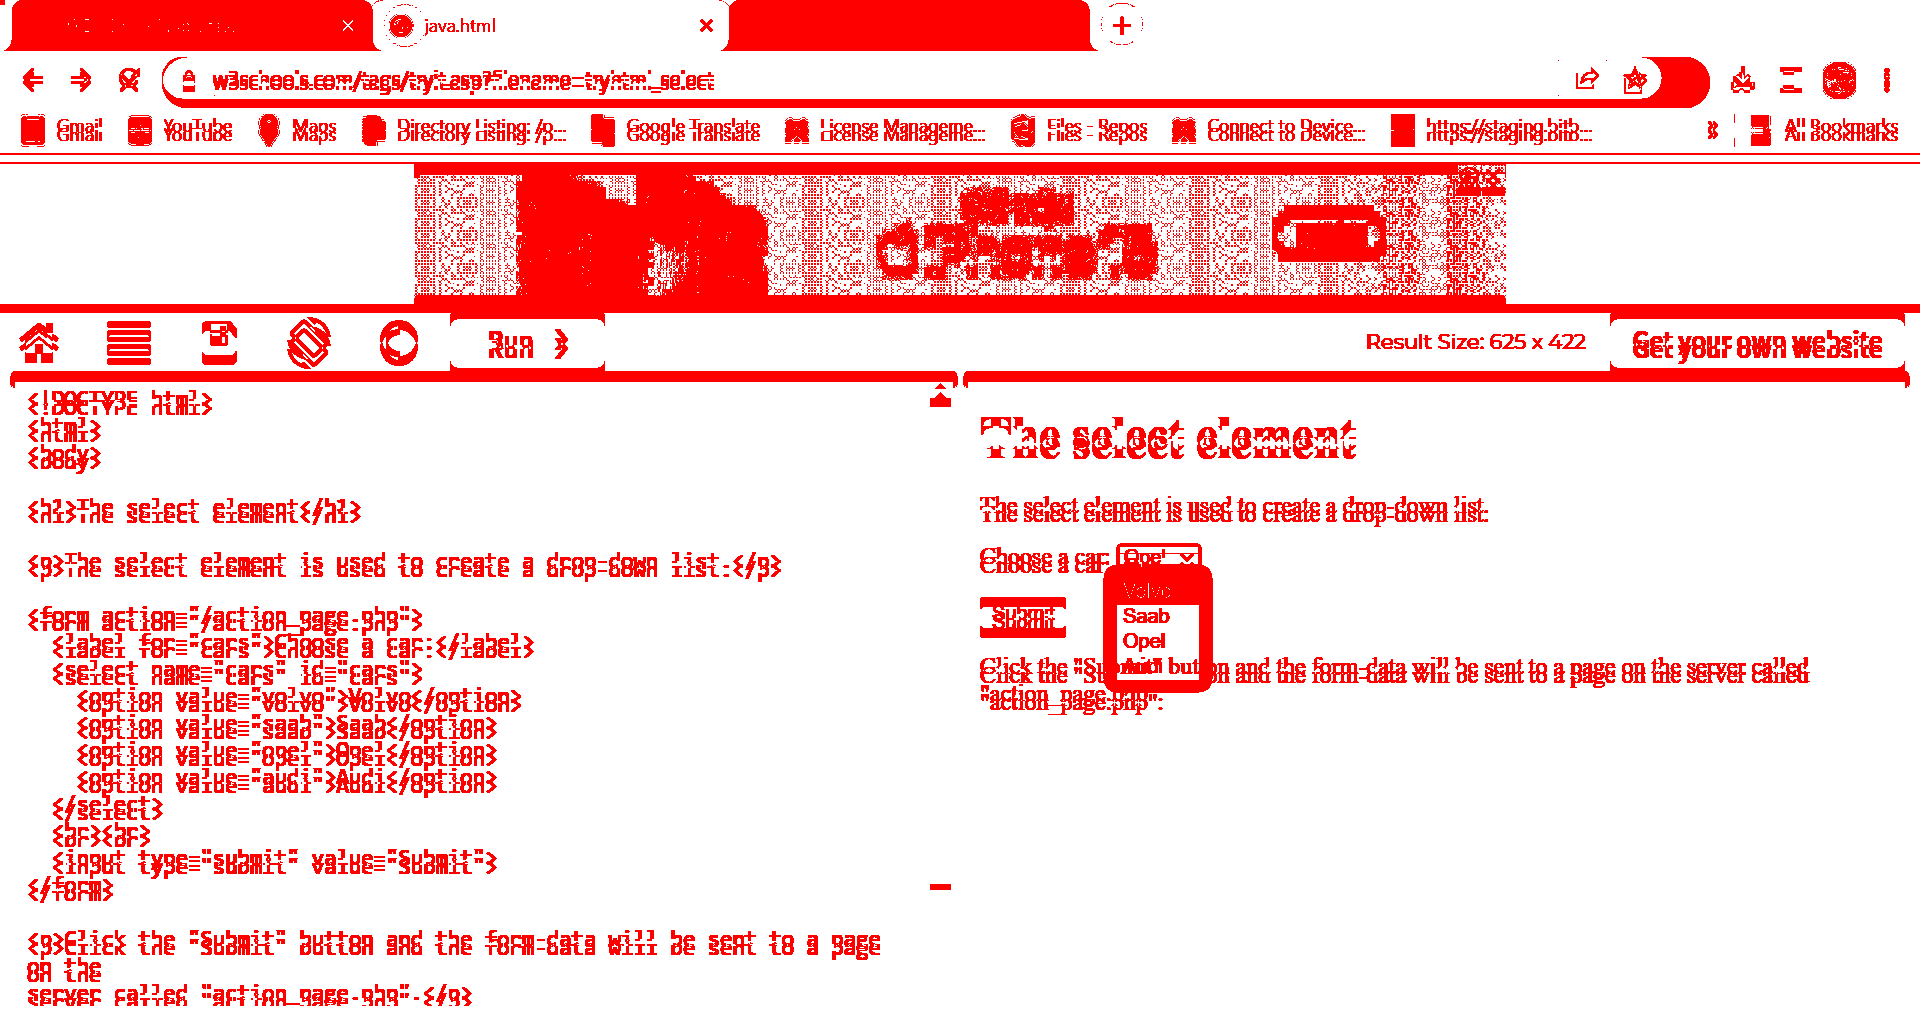 java.html
w3schools.com/tags/tryit.asp?filename=tryhtml_select
Gmail YouTube Maps Directory Listing: /p... Google Translate License Manageme... Files - Repos Connect to Device... https://staging.bitb... All Bookmarks
Run Result Size: 625 x 422 Get your own website
<!DOCTYPE html>
<html>
<body>
<h1>The select element</h1>
<p>The select element is used to create a drop-down list.</p>
<form action="/action_page.php">
<label for="cars">Choose a car:</label>
<select name="cars" id="cars">
<option value="volvo">Volvo</option>
<option value="saab">Saab</option>
<option value="opel">Opel</option>
<option value="audi">Audi</option>
</select>
<br><br>
<input type="submit" value="Submit">
</form>
<p>Click the "Submit" button and the form-data will be sent to a page
on the
server called "action_page.php".</p>
The select element
The select element is used to create a drop-down list.
Choose a car: Opel
Volvo
Saab
Opel
Audi
Submit
Click the "Submit" button and the form-data will be sent to a page on the server called
"action_page.php".